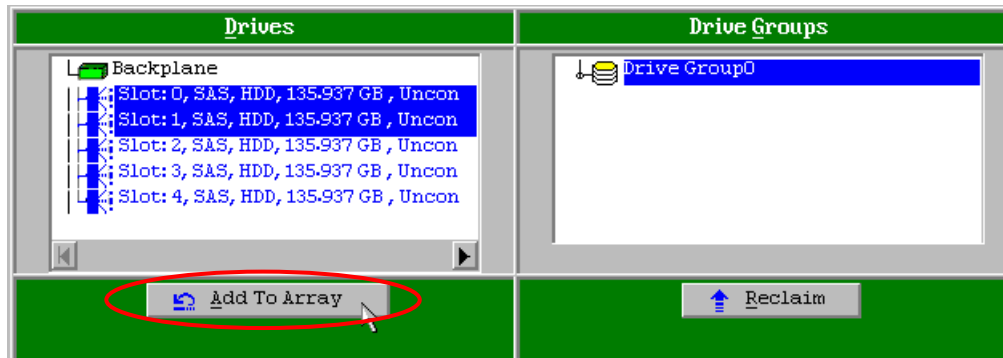 Drives
Drive Groups
Backplane
Slot: 0, SAS, HDD, 135.937 GB , Uncon
Slot: 1, SAS, HDD, 135.937 GB , Uncon
Slot: 2, SAS, HDD, 135.937 GB , Uncon
Slot: 3, SAS, HDD, 135.937 GB , Uncon
Slot: 4, SAS, HDD, 135.937 GB , Uncon
Drive Group0
Add To Array
Reclaim